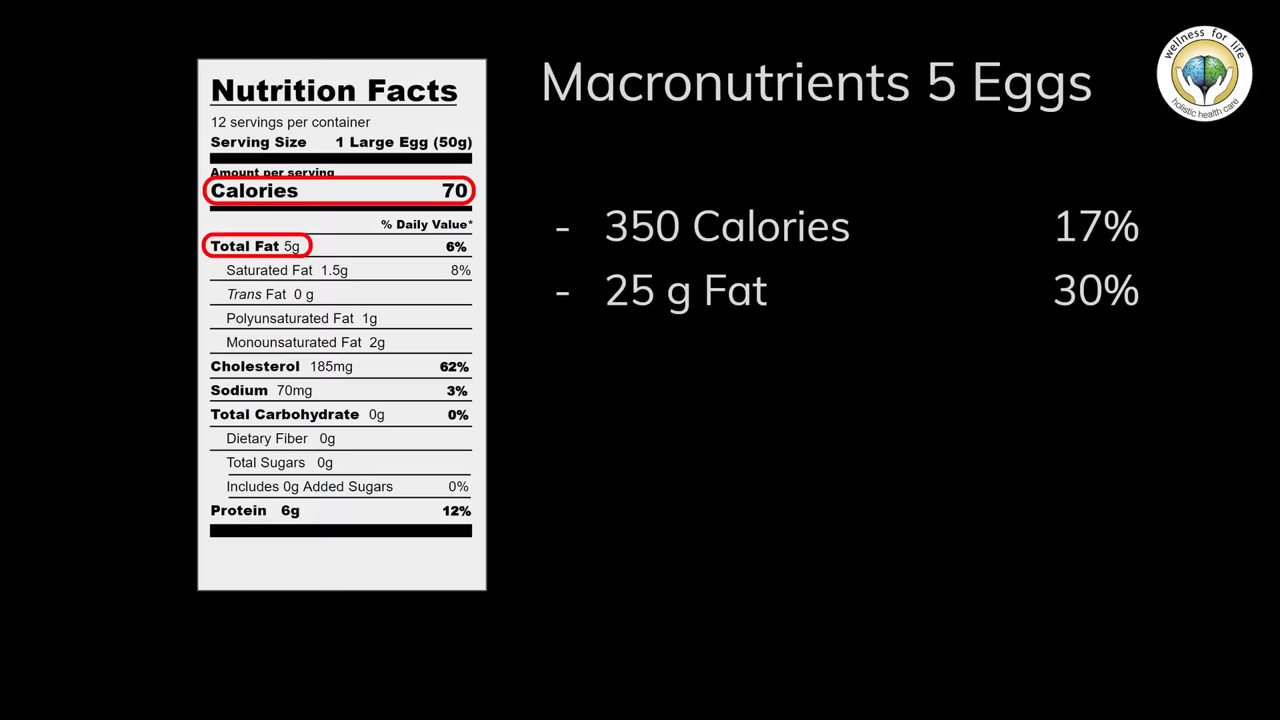 Nutrition Facts
12 servings per container
Serving Size 1 Large Egg (50g)
Amount per serving
Calories 70
% Daily Value*
Total Fat 5g 6%
Saturated Fat 1.5g 8%
Trans Fat 0 g
Polyunsaturated Fat 1g
Monounsaturated Fat 2g
Cholesterol 185mg 62%
Sodium 70mg 3%
Total Carbohydrate 0g 0%
Dietary Fiber 0g
Total Sugars 0g
Includes 0g Added Sugars 0%
Protein 6g 12%
Macronutrients 5 Eggs
- 350 Calories 17%
- 25 g Fat 30%
wellness for life
holistic health care